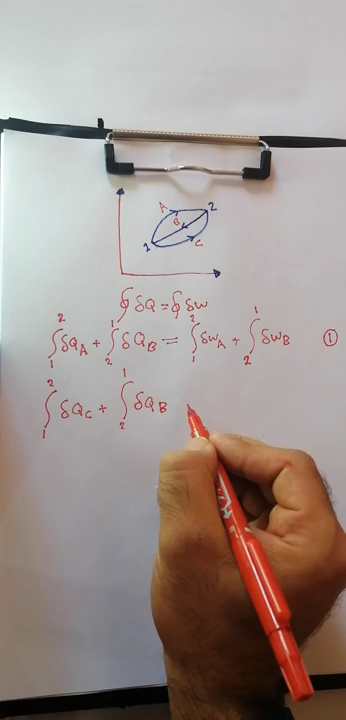 A 2
B
1 C
∮ δQ = ∮ δW
∫₁² δQ_A + ∫₂¹ δQ_B = ∫₁² δW_A + ∫₂¹ δW_B ①
∫₁² δQ_C + ∫₂¹ δQ_B